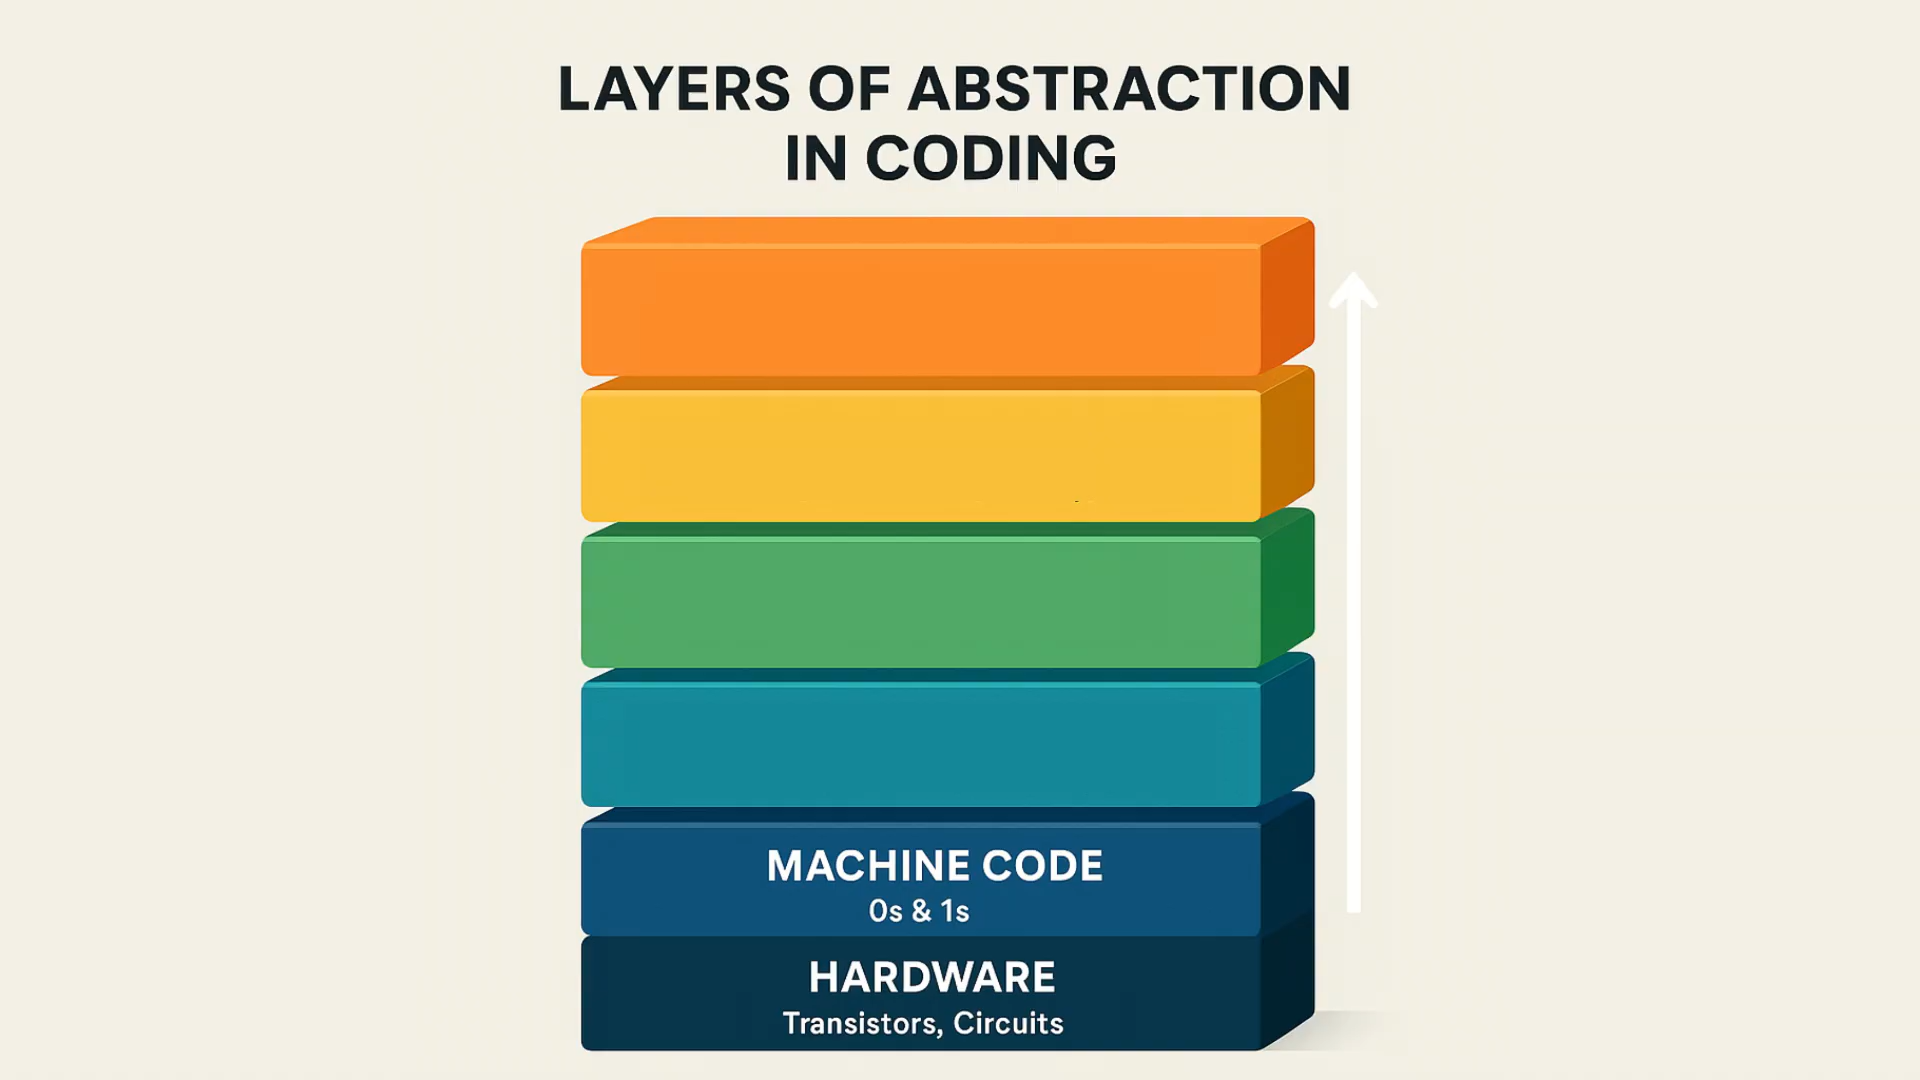 LAYERS OF ABSTRACTION
IN CODING
MACHINE CODE
0s & 1s
HARDWARE
Transistors, Circuits